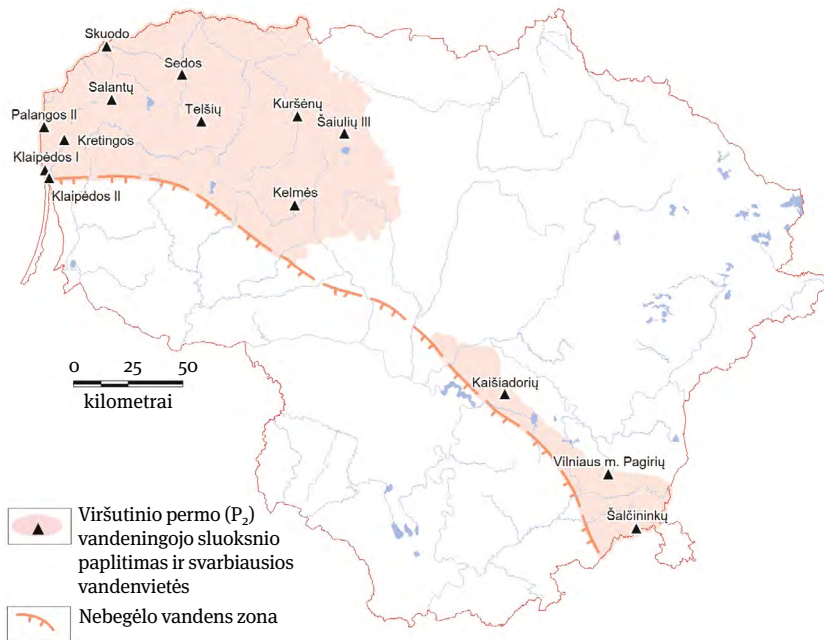 Skuodo
Sedos
Salantų
Telšių
Kuršėnų
Šaiulių III
Palangos II
Kretingos
Klaipėdos I
Klaipėdos II
Kelmės
0 25 50
kilometrai
Kaišiadorių
Vilniaus m. Pagirių
Šalčininkų
Viršutinio permo (P₂)
vandeningojo sluoksnio
paplitimas ir svarbiausios
vandenvietės
Nebegėlo vandens zona